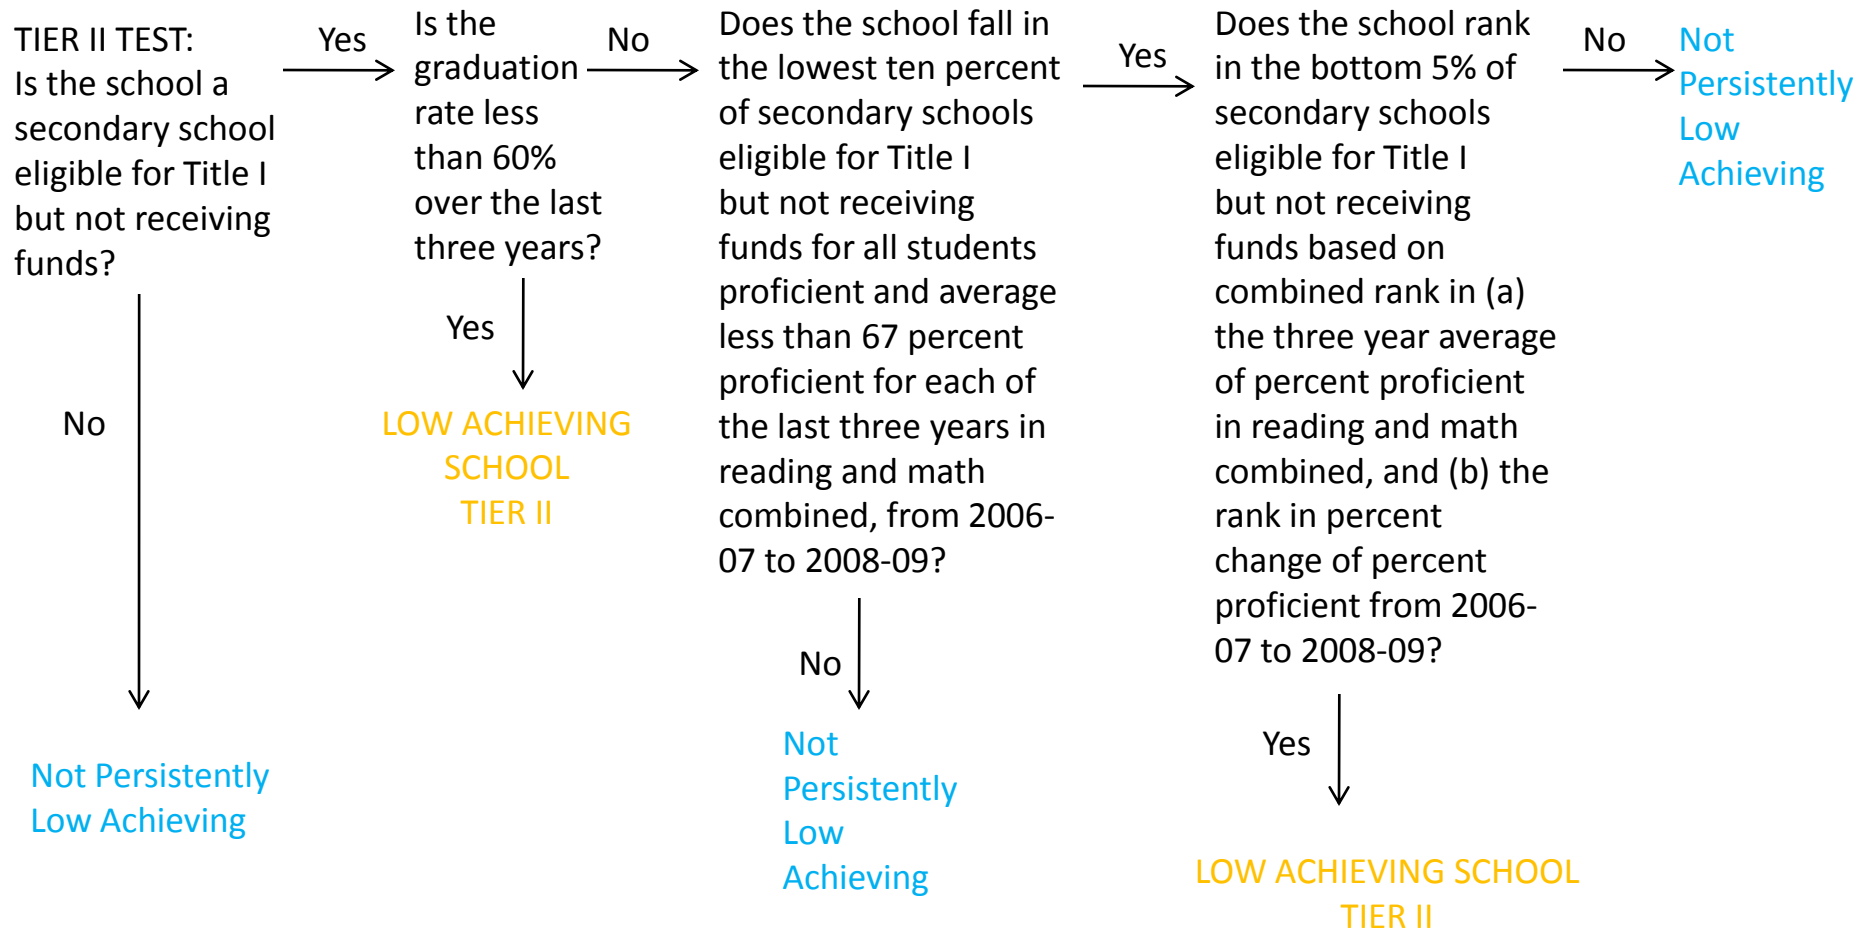 TIER II TEST:
Is the school a
secondary school
eligible for Title I
but not receiving
funds?
Yes
No
Not Persistently
Low Achieving
Is the
graduation
rate less
than 60%
over the last
three years?
No
Yes
LOW ACHIEVING
SCHOOL
TIER II
Does the school fall in
the lowest ten percent
of secondary schools
eligible for Title I
but not receiving
funds for all students
proficient and average
less than 67 percent
proficient for each of
the last three years in
reading and math
combined, from 2006-
07 to 2008-09?
Yes
No
Not
Persistently
Low
Achieving
Does the school rank
in the bottom 5% of
secondary schools
eligible for Title I
but not receiving
funds based on
combined rank in (a)
the three year average
of percent proficient
in reading and math
combined, and (b) the
rank in percent
change of percent
proficient from 2006-
07 to 2008-09?
No
Yes
LOW ACHIEVING SCHOOL
TIER II
Not
Persistently
Low
Achieving